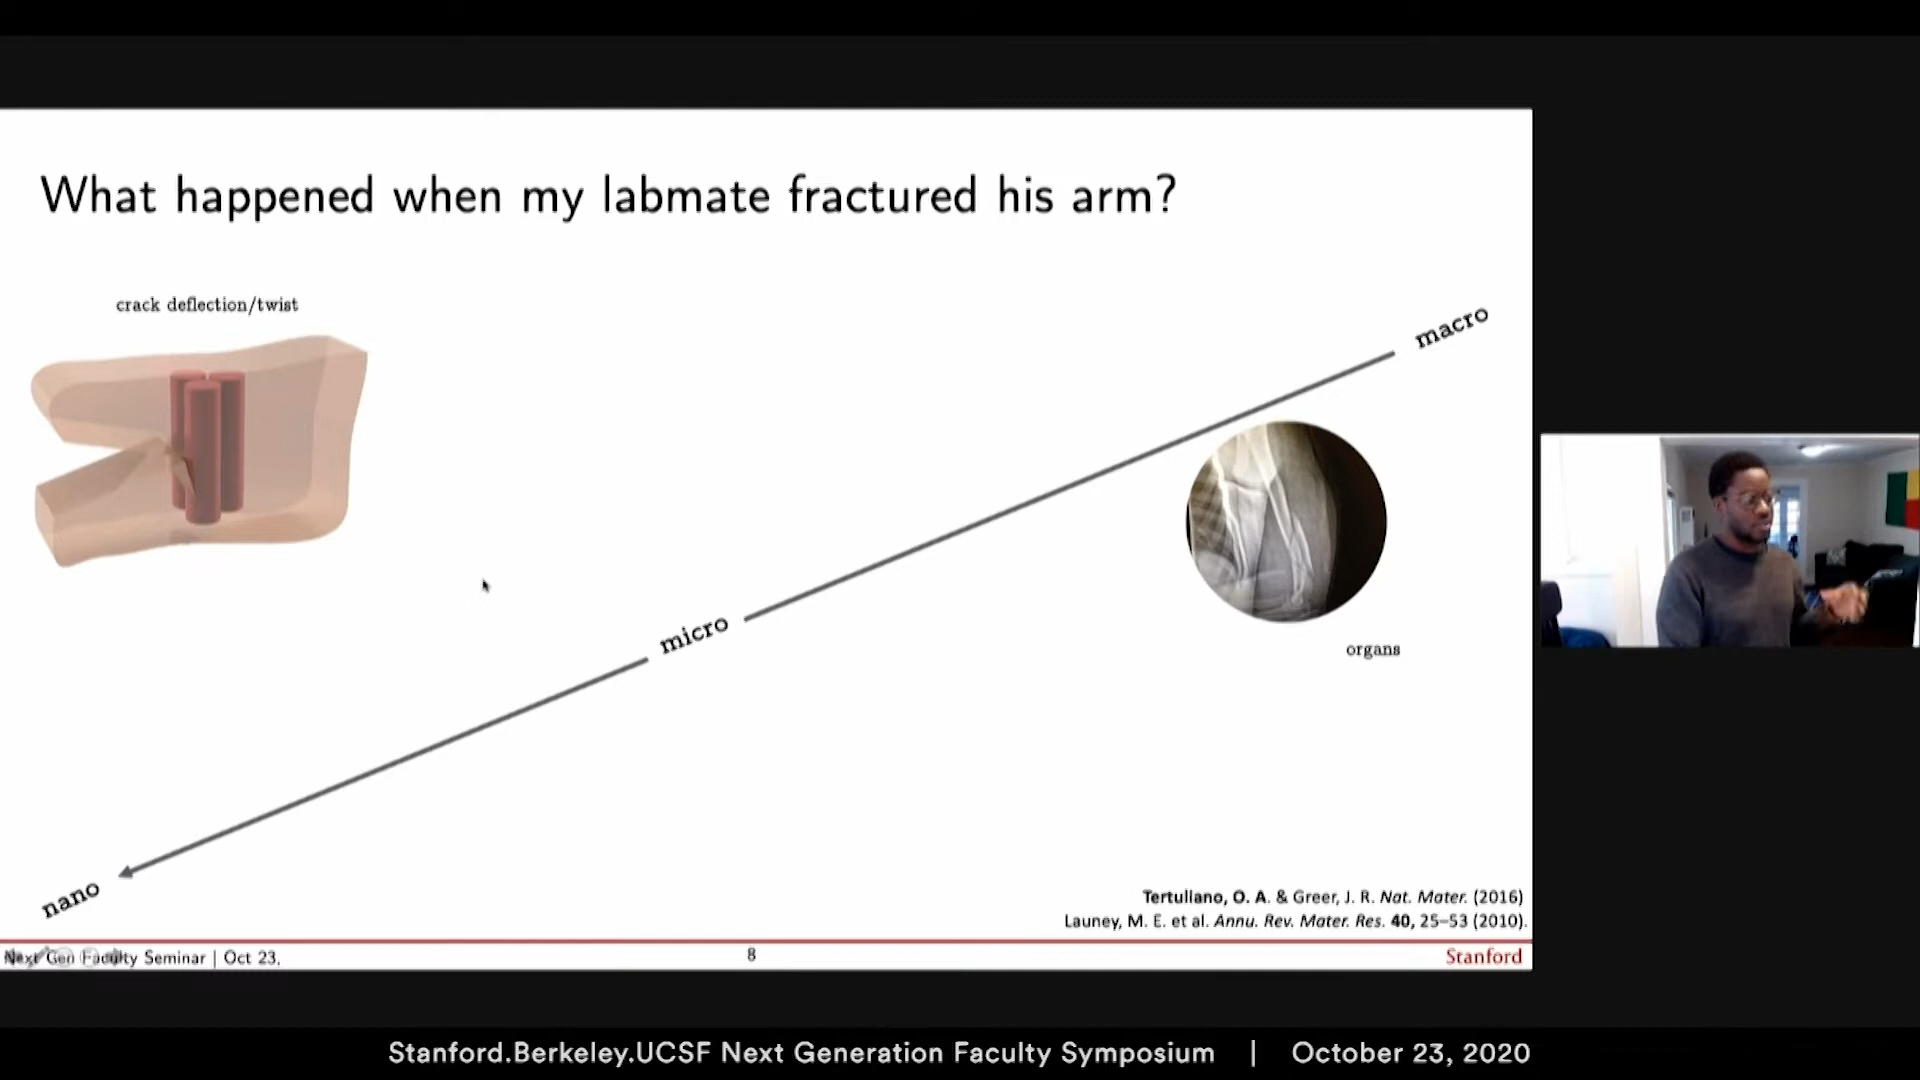 What happened when my labmate fractured his arm?
crack deflection/twist
macro
micro
organs
nano
Tertuliano, O. A. & Greer, J. R. Nat. Mater. (2016)
Launey, M. E. et al. Annu. Rev. Mater. Res. 40, 25–53 (2010).
Next Gen Faculty Seminar | Oct 23,
8
Stanford
Stanford.Berkeley.UCSF Next Generation Faculty Symposium | October 23, 2020